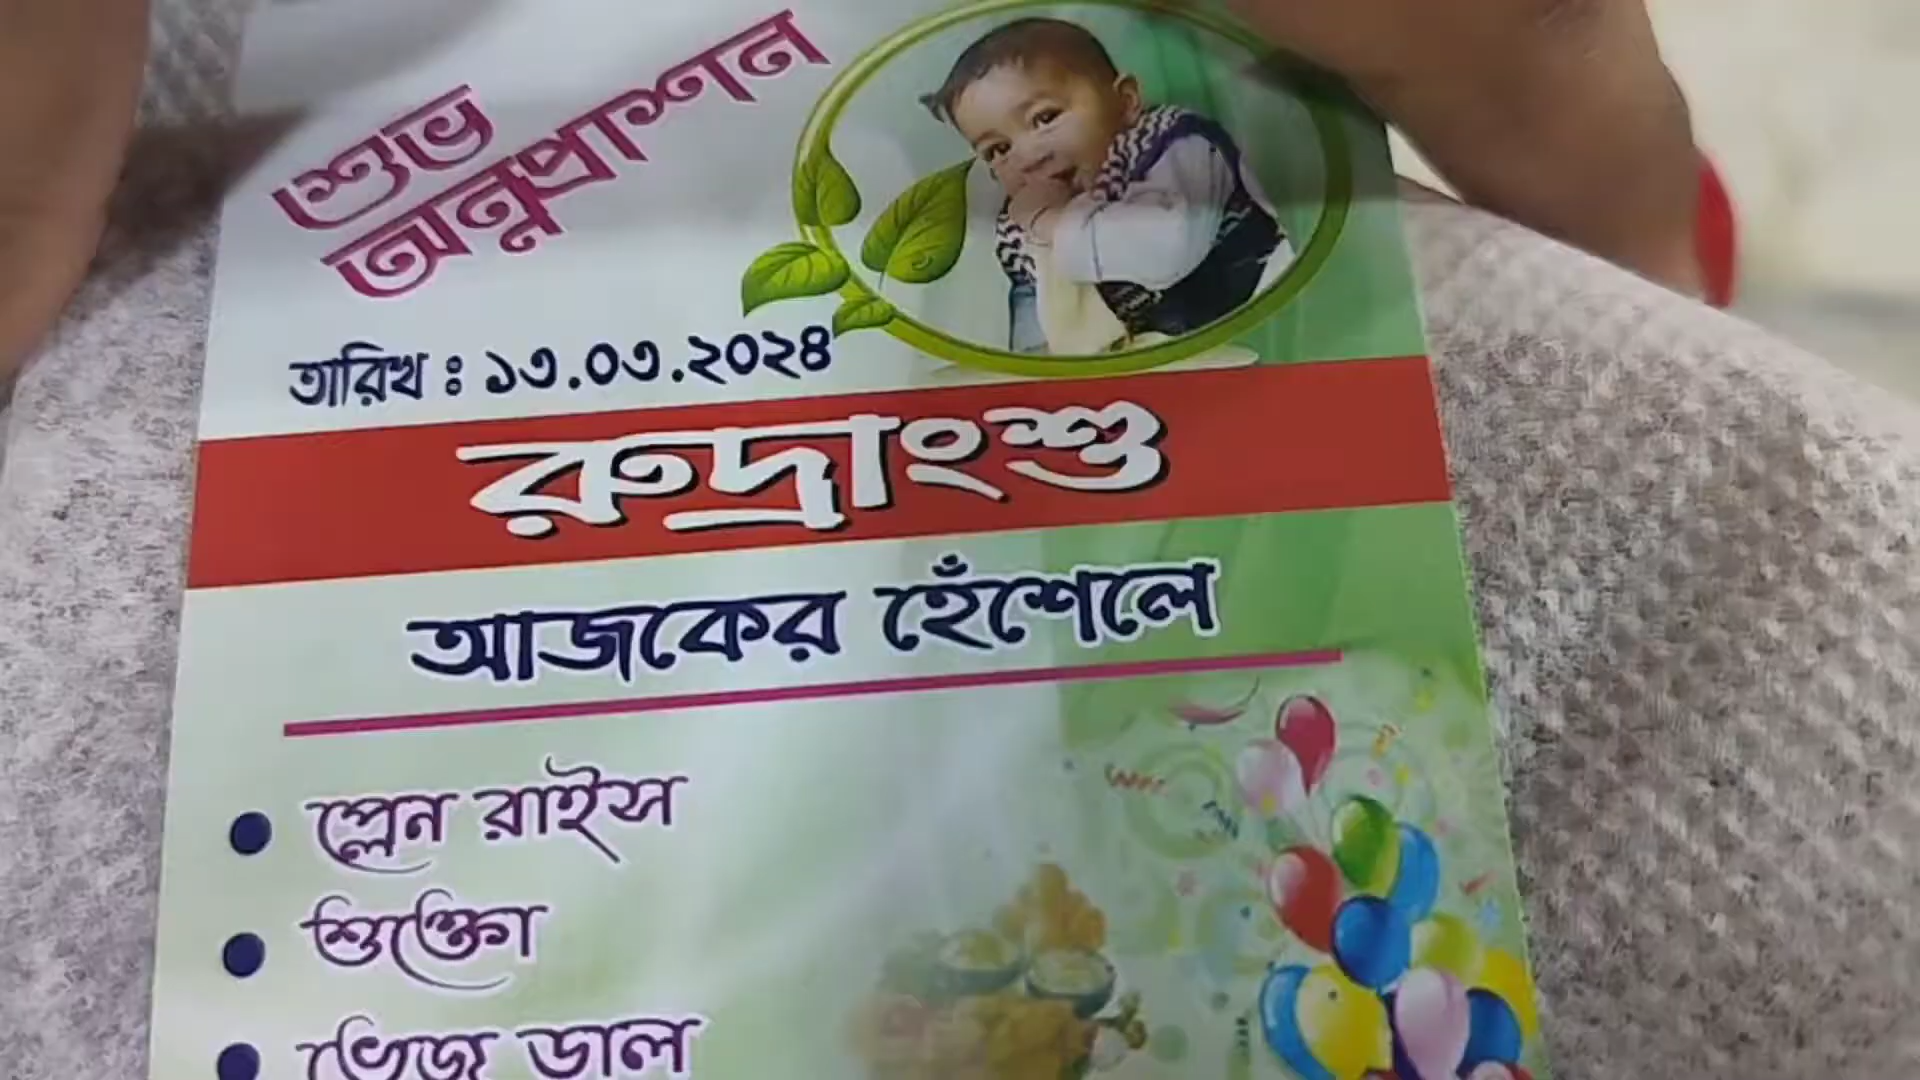 শুভ
অন্নপ্রাশন
তারিখ : ১৩.০৩.২০২৪
রুদ্রাংশু
আজকের হেঁশেলে
প্লেন রাইস
শুক্তো
ভেজ ডাল